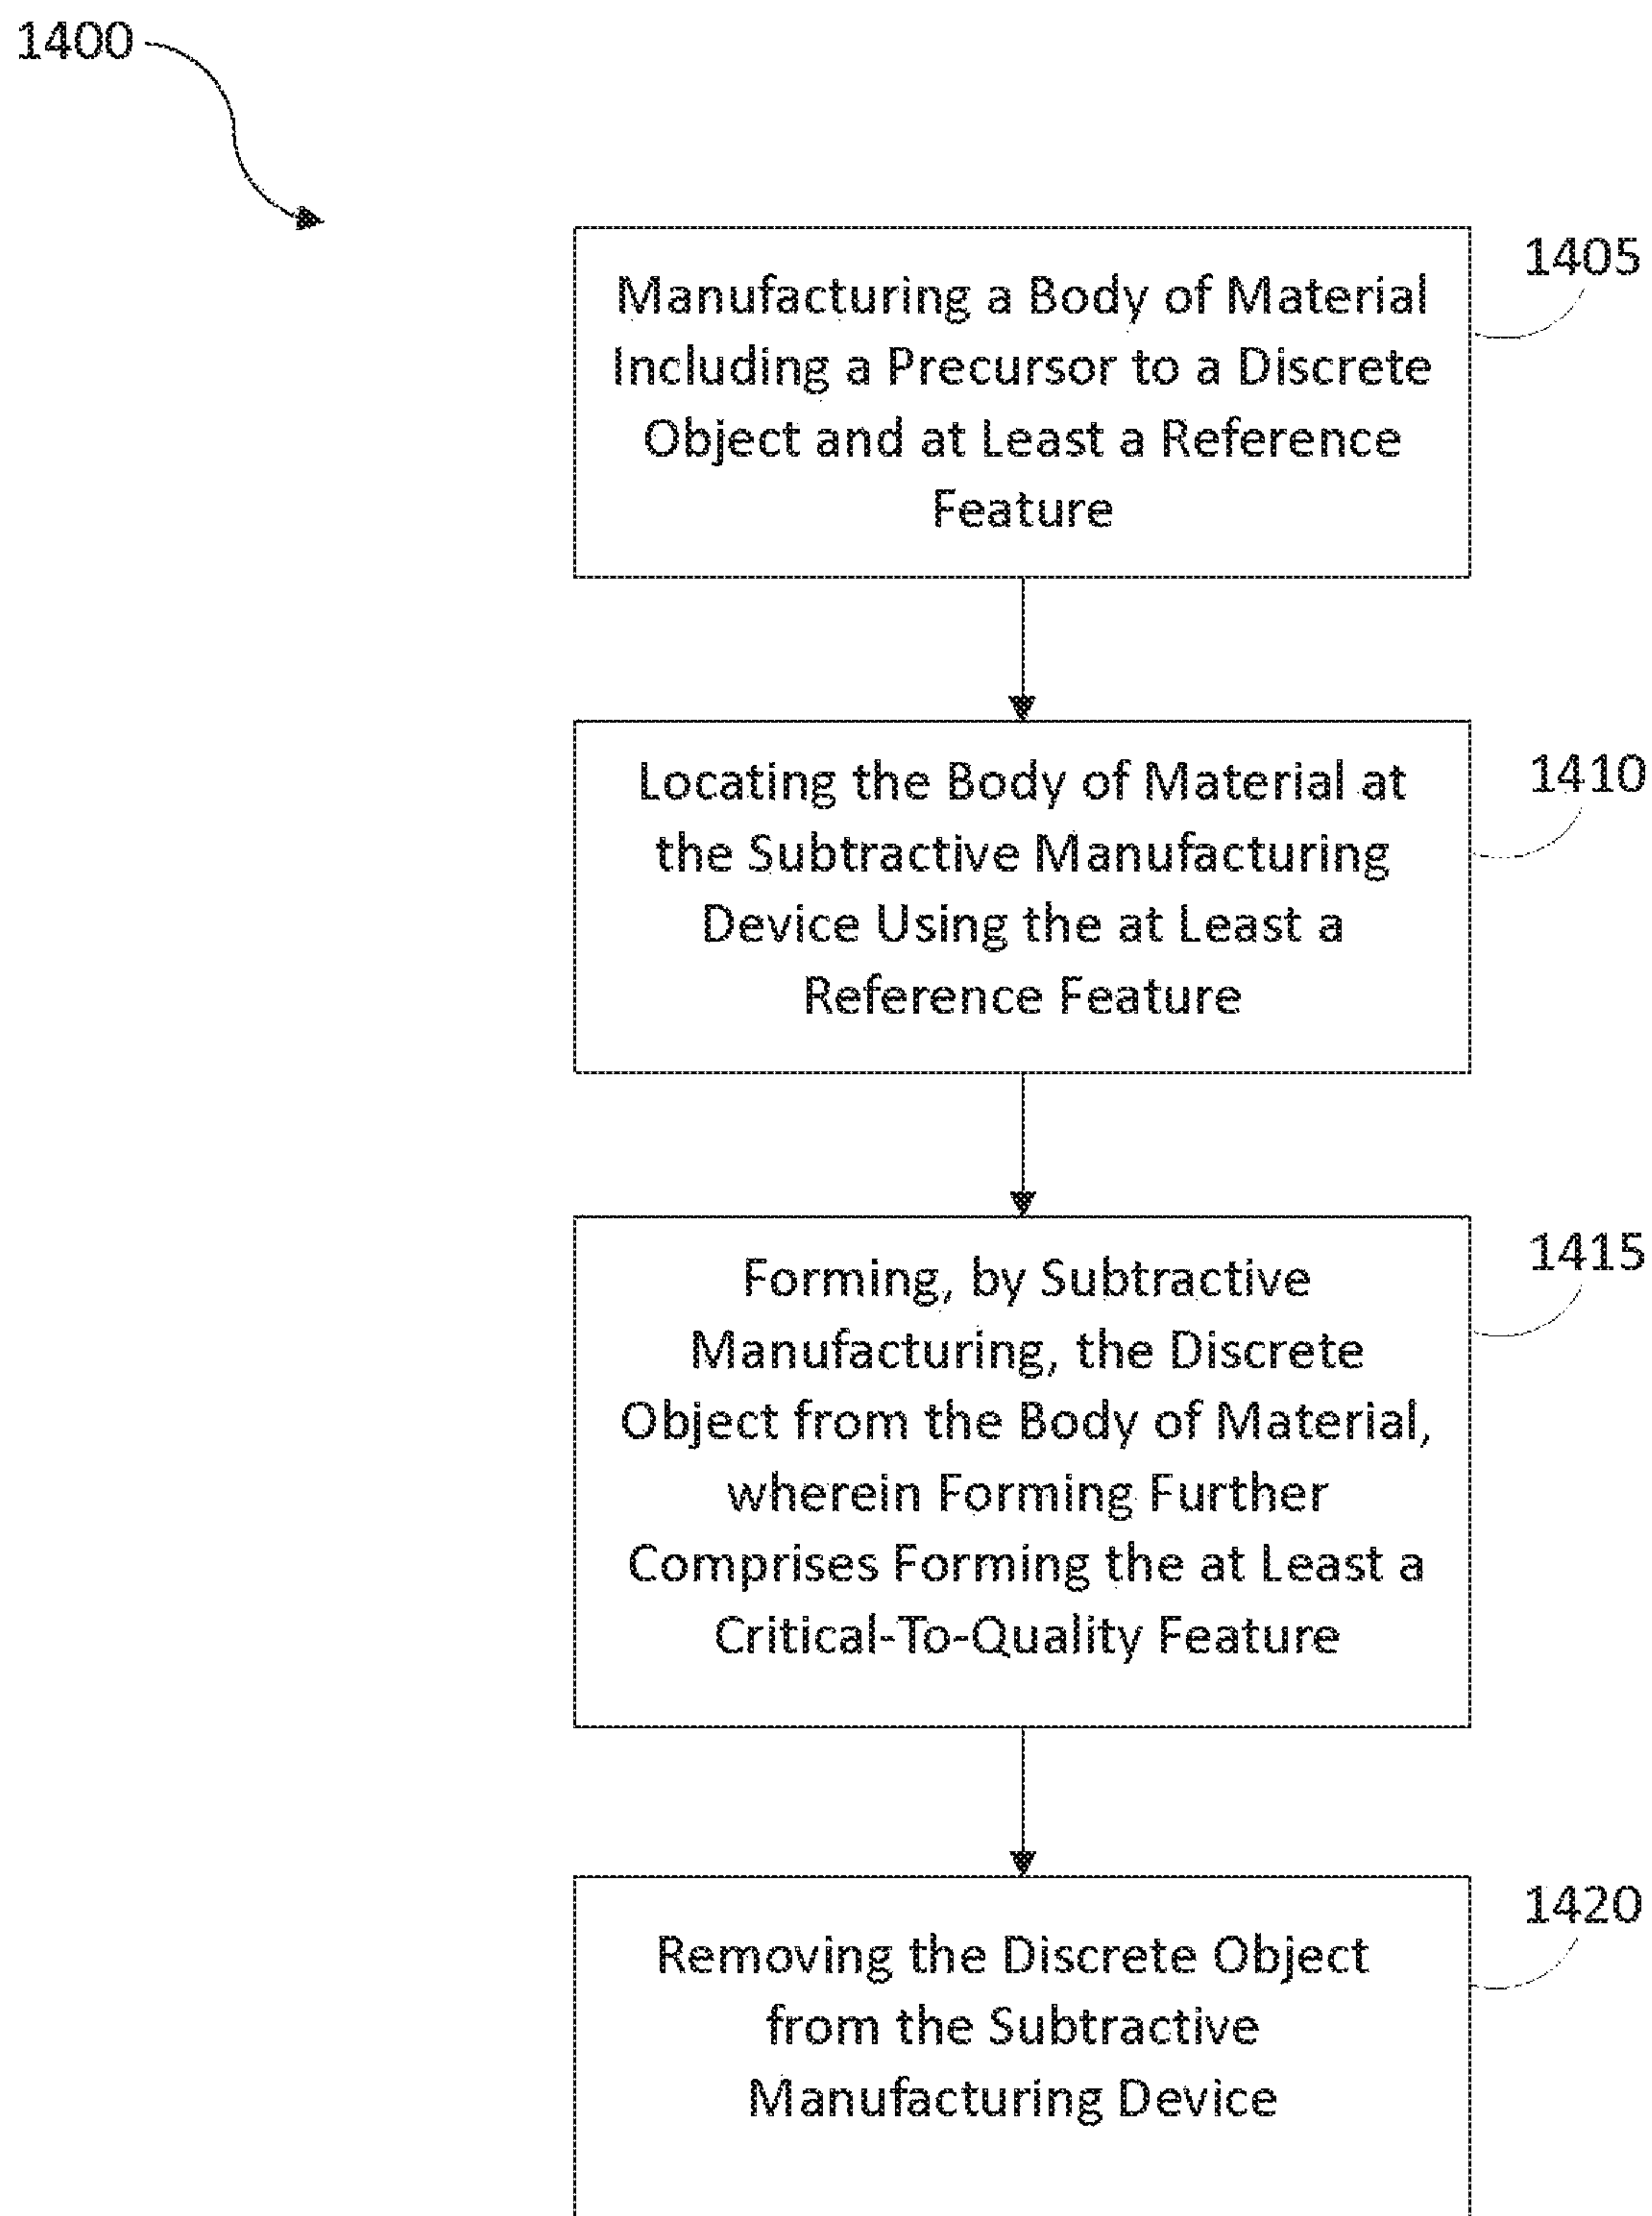 1400
1405
Manufacturing a Body of Material
Including a Precursor to a Discrete
Object and at Least a Reference
Feature
1410
Locating the Body of Material at
the Subtractive Manufacturing
Device Using the at Least a
Reference Feature
1415
Forming, by Subtractive
Manufacturing, the Discrete
Object from the Body of Material,
wherein Forming Further
Comprises Forming the at Least a
Critical-To-Quality Feature
1420
Removing the Discrete Object
from the Subtractive
Manufacturing Device